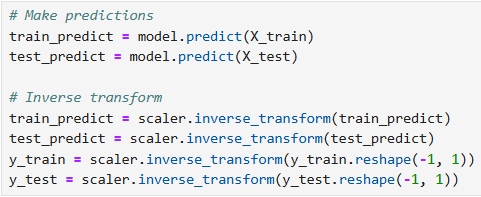 # Make predictions
train_predict = model.predict(X_train)
test_predict = model.predict(X_test)

# Inverse transform
train_predict = scaler.inverse_transform(train_predict)
test_predict = scaler.inverse_transform(test_predict)
y_train = scaler.inverse_transform(y_train.reshape(-1, 1))
y_test = scaler.inverse_transform(y_test.reshape(-1, 1))